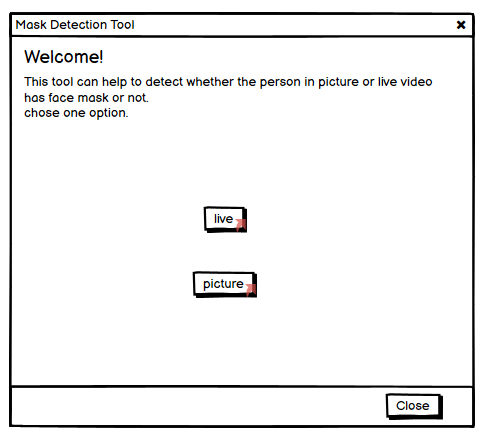 Mask Detection Tool
Welcome!
This tool can help to detect whether the person in picture or live video
has face mask or not.
chose one option.
live
picture
Close